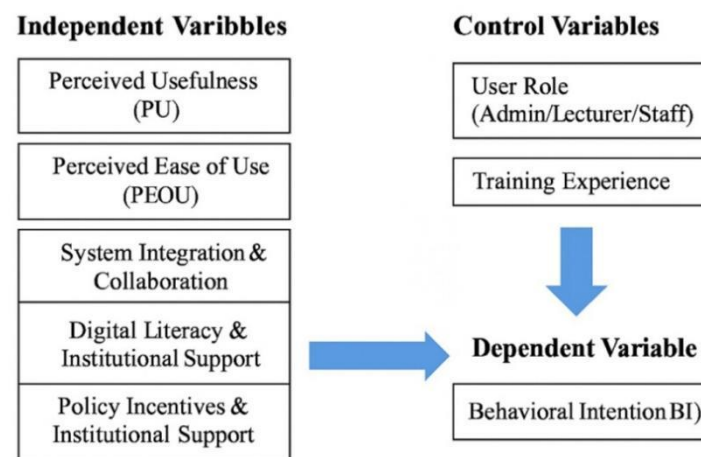 Independent Varibbles
Perceived Usefulness
(PU)
Perceived Ease of Use
(PEOU)
System Integration &
Collaboration
Digital Literacy &
Institutional Support
Policy Incentives &
Institutional Support
Control Variables
User Role
(Admin/Lecturer/Staff)
Training Experience
Dependent Variable
Behavioral Intention BI)